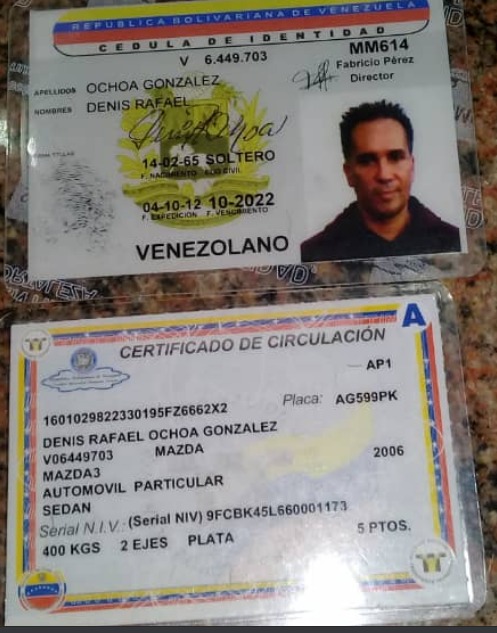 REPUBLICA BOLIVARIANA DE VENEZUELA
CEDULA DE IDENTIDAD
V 6.449.703
MM614
Fabricio Pérez
Director
APELLIDOS OCHOA GONZALEZ
NOMBRES DENIS RAFAEL
FIRMA TITULAR
14-02-65 SOLTERO
F. NACIMIENTO EDO CIVIL
04-10-12 10-2022
F. EXPEDICION F. VENCIMIENTO
VENEZOLANO
A
CERTIFICADO DE CIRCULACIÓN
AP1
Placa: AG599PK
1601029822330195FZ6662X2
DENIS RAFAEL OCHOA GONZALEZ
V06449703 MAZDA 2006
MAZDA3
AUTOMOVIL PARTICULAR
SEDAN
Serial N.I.V.: (Serial NIV) 9FCBK45L660001173
400 KGS 2 EJES PLATA 5 PTOS.